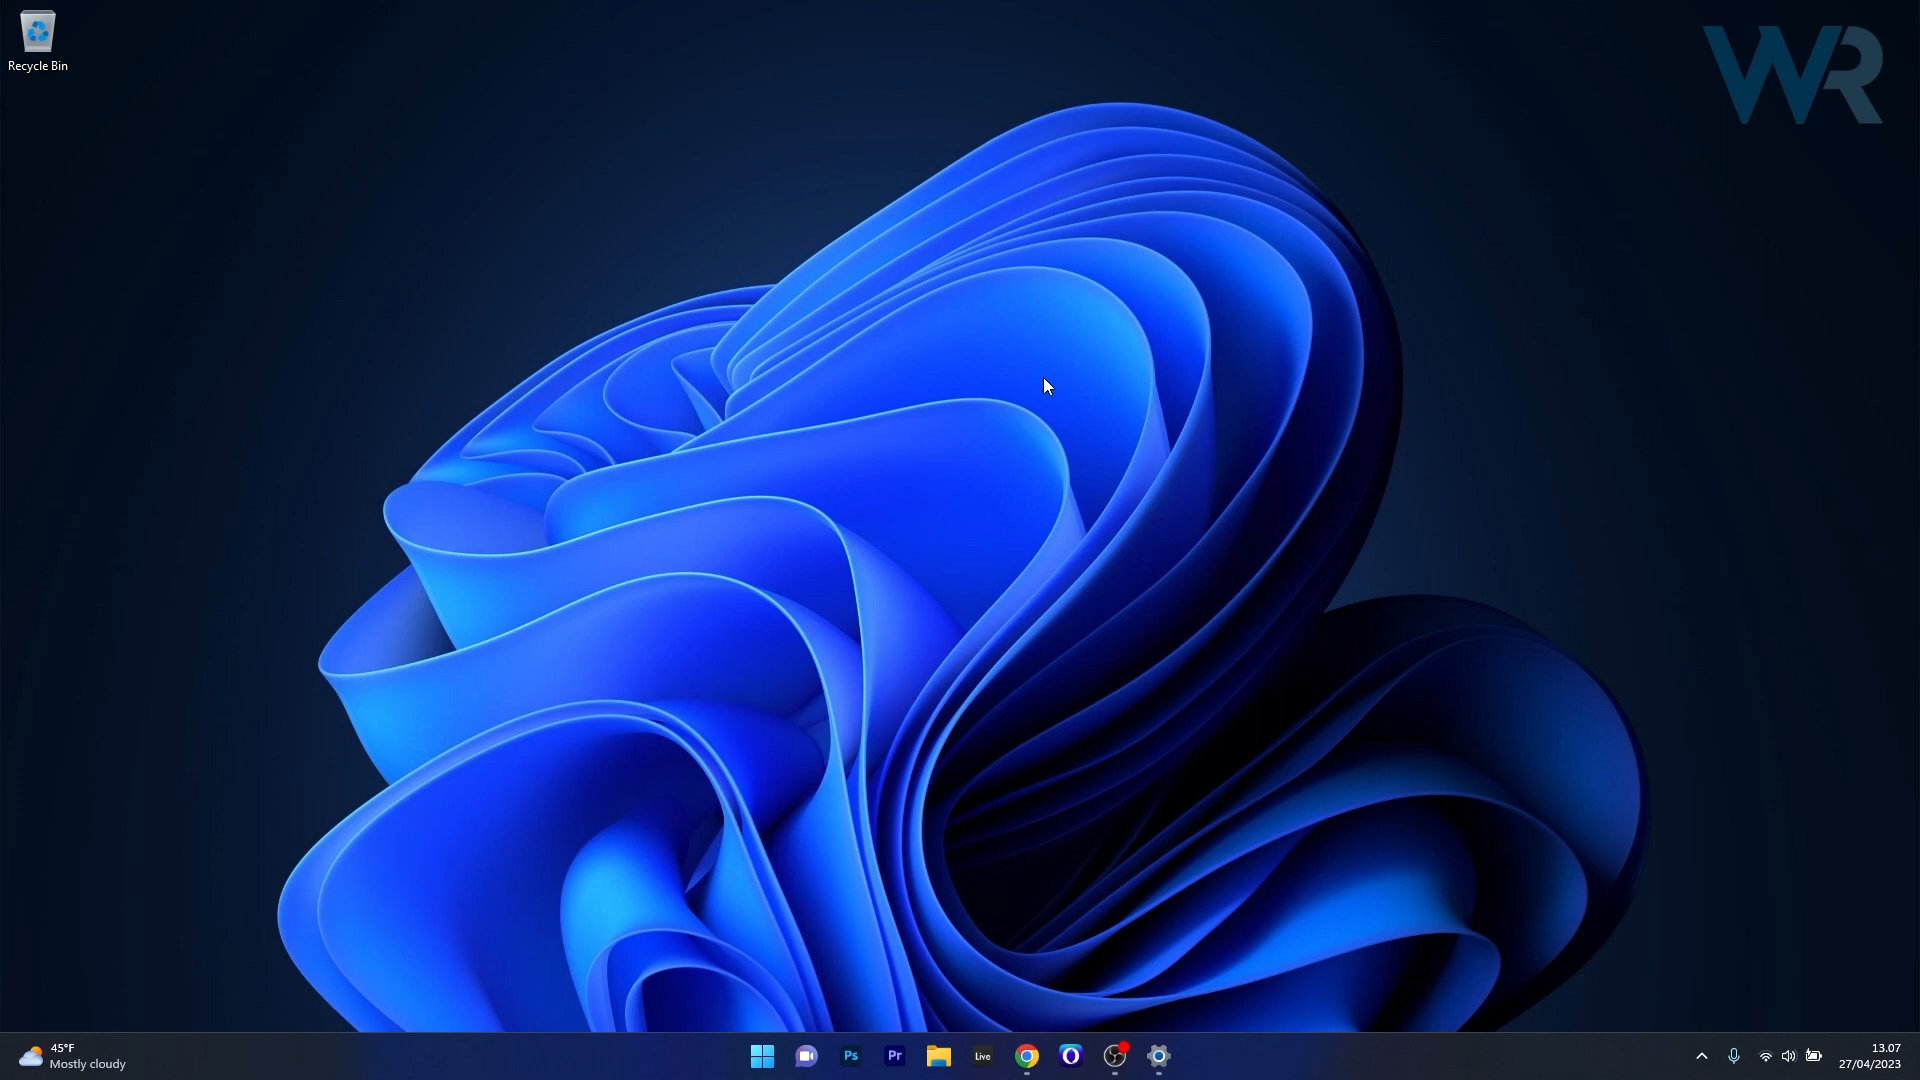 Recycle Bin
WR
45°F
Mostly cloudy
Ps
Pr
Live
13.07
27/04/2023